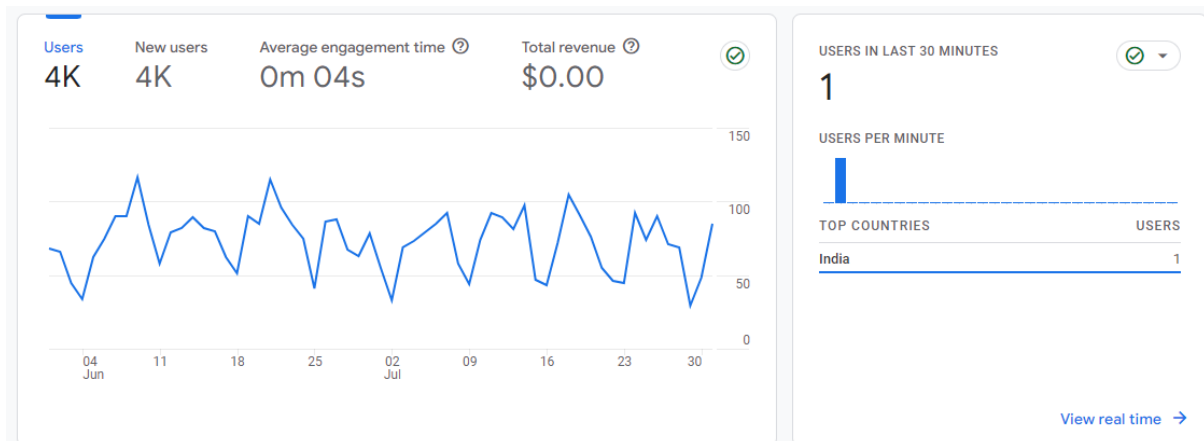 Users New users Average engagement time Total revenue
4K 4K 0m 04s $0.00
150
100
50
0
04 11 18 25 02 09 16 23 30
Jun Jul
USERS IN LAST 30 MINUTES
1
USERS PER MINUTE
TOP COUNTRIES USERS
India 1
View real time